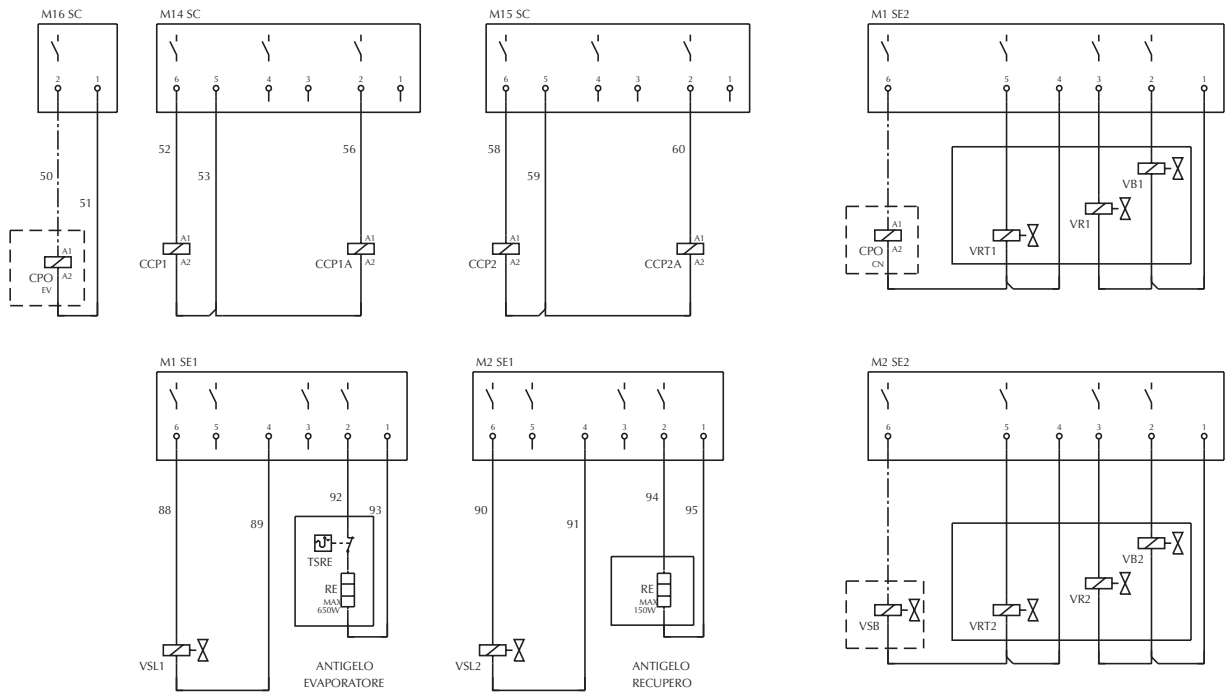 M16 SC
2 1
50
51
A1
CPO
A2
EV
M14 SC
6 5 4 3 2 1
52
53
56
A1
CCP1
A2
A1
CCP1A
A2
M15 SC
6 5 4 3 2 1
58
59
60
A1
CCP2
A2
A1
CCP2A
A2
M1 SE2
6 5 4 3 2 1
A1
CPO
A2
CN
VRT1
VR1
VB1
M1 SE1
6 5 4 3 2 1
88
89
92
93
TSRE
RE
MAX
650W
VSL1
ANTIGELO
EVAPORATORE
M2 SE1
6 5 4 3 2 1
90
91
94
95
RE
MAX
150W
VSL2
ANTIGELO
RECUPERO
M2 SE2
6 5 4 3 2 1
VSB
VRT2
VR2
VB2